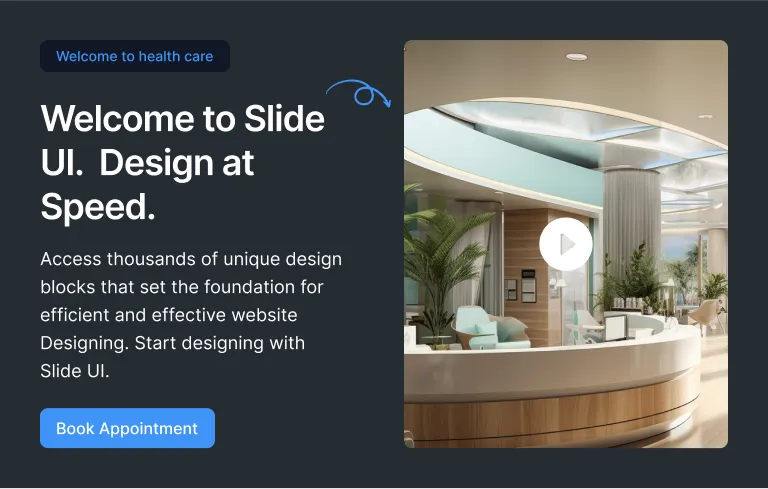 Welcome to health care
Welcome to Slide
UI.  Design at
Speed.
Access thousands of unique design
blocks that set the foundation for
efficient and effective website
Designing. Start designing with
Slide UI.
Book Appointment